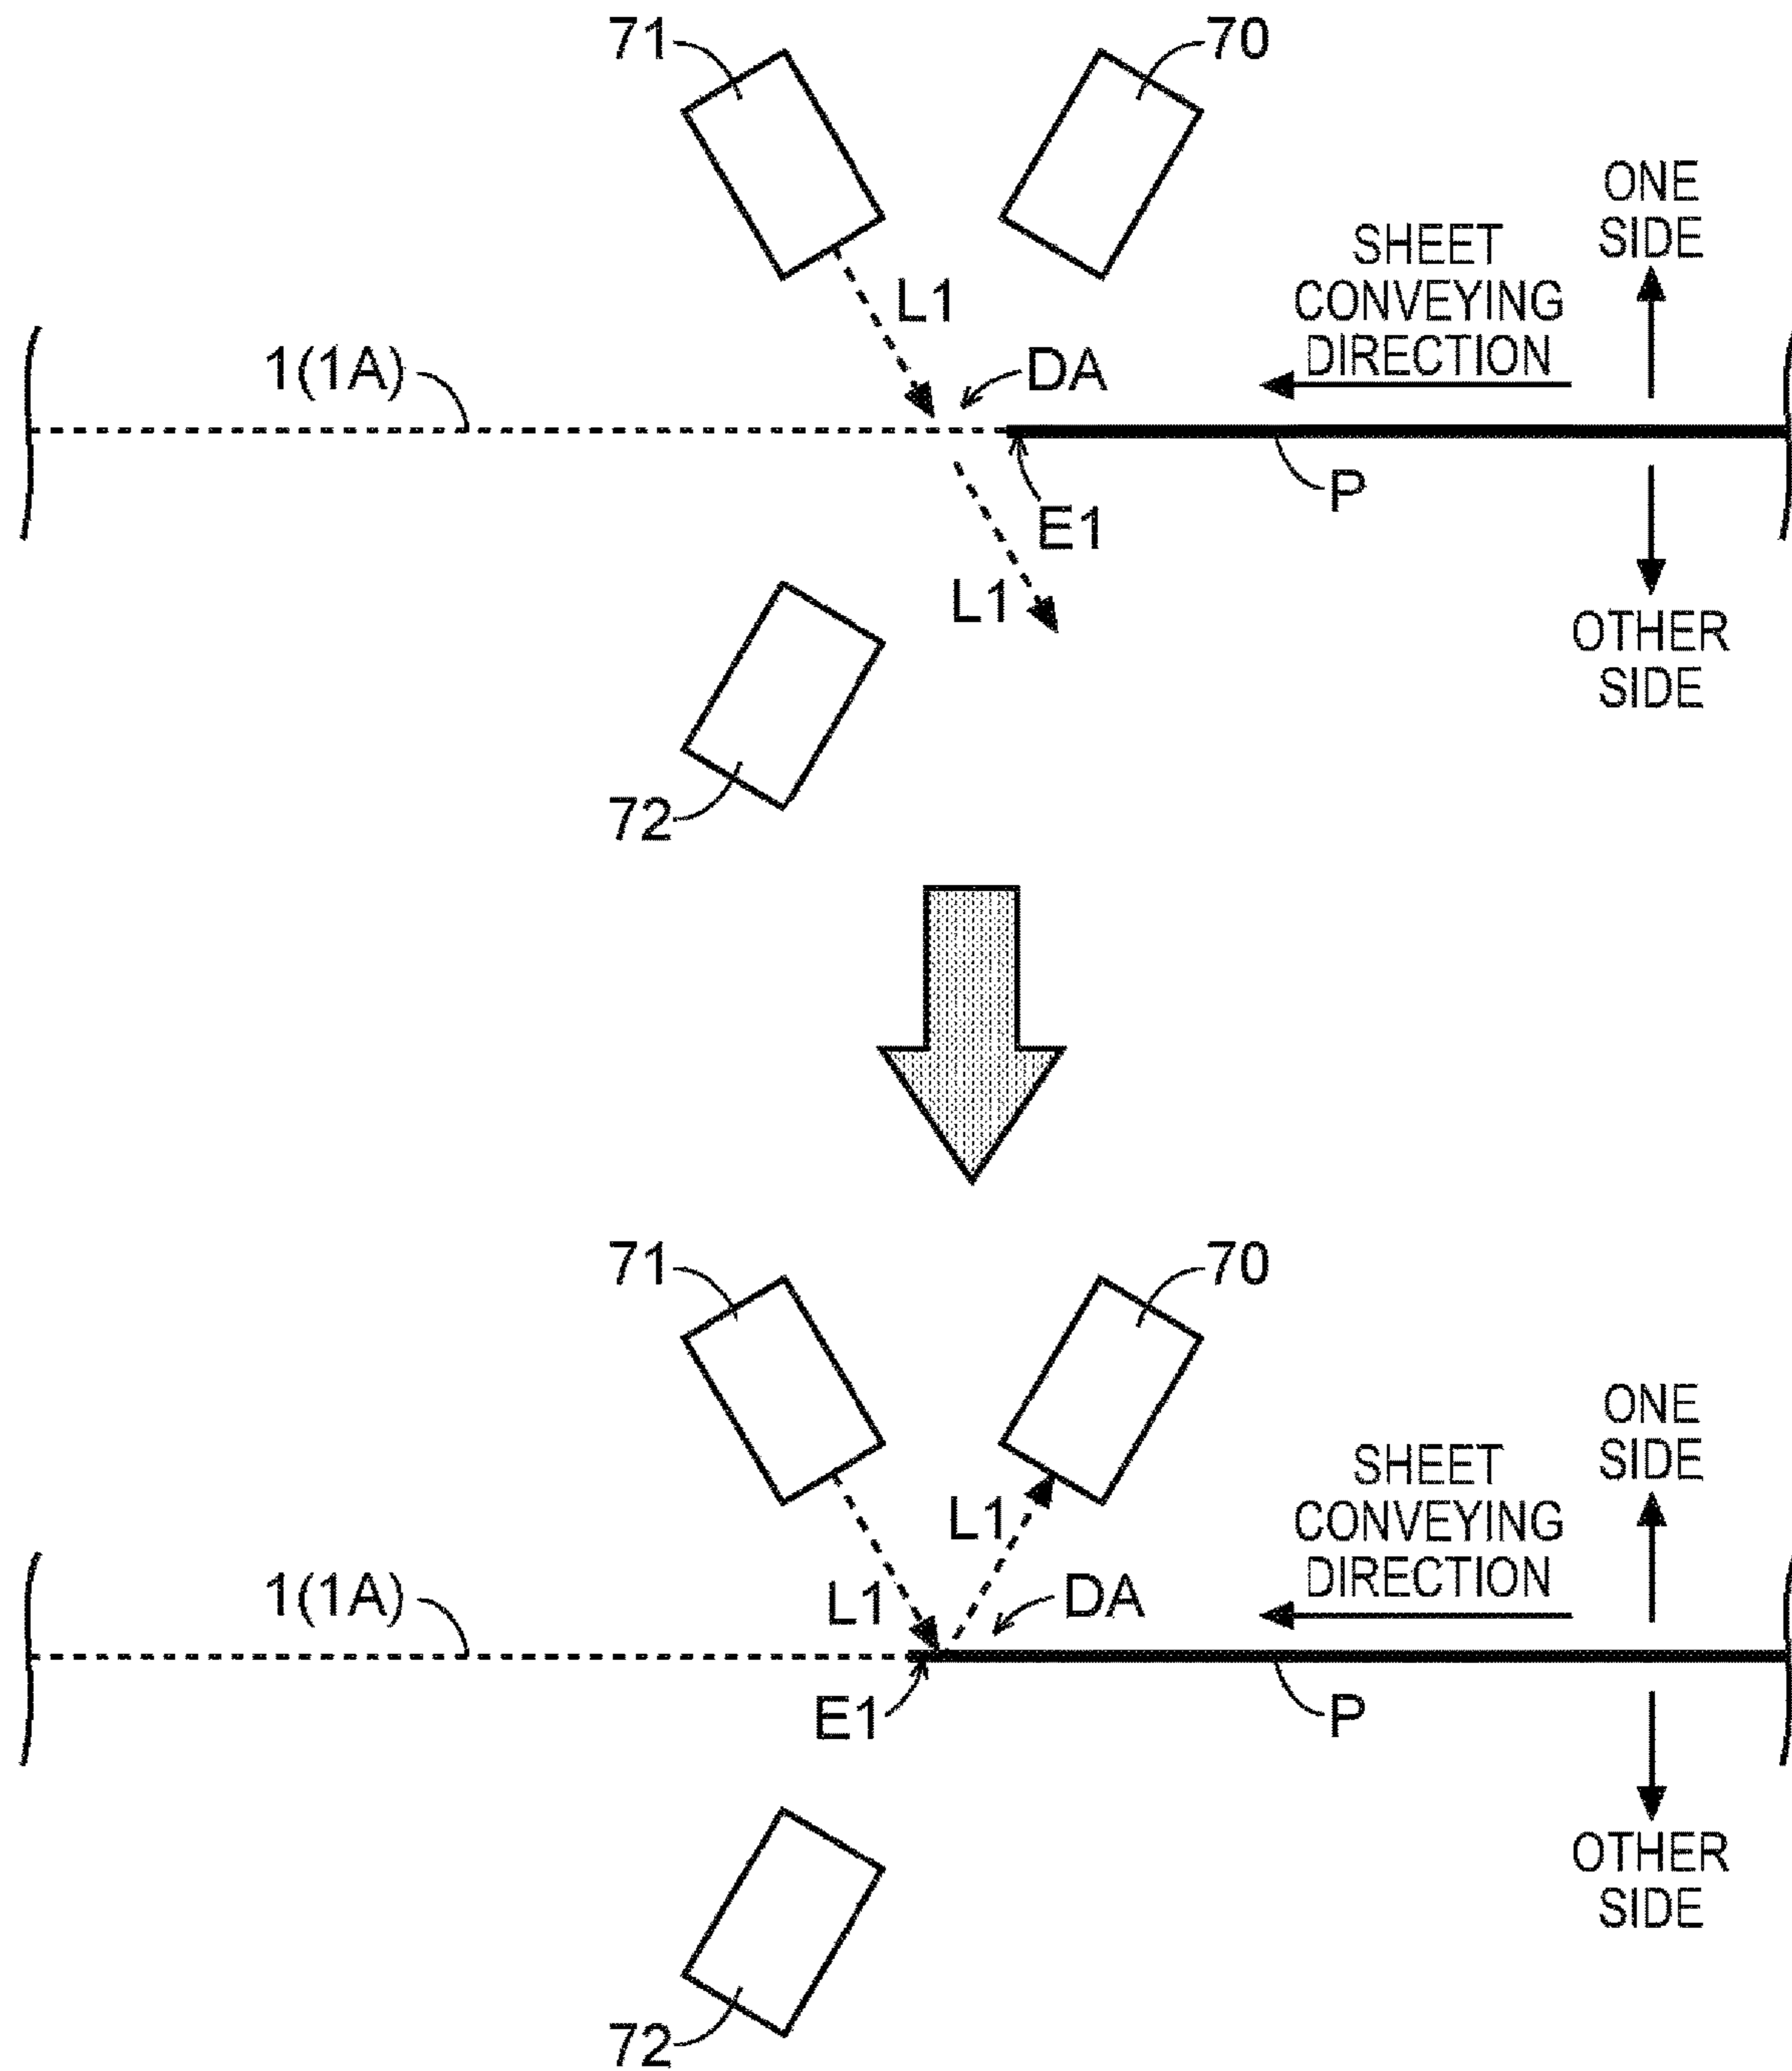 71
70
ONE
SIDE
SHEET
CONVEYING
DIRECTION
L1
1(1A)
DA
P
E1
L1
OTHER
SIDE
72
71
70
ONE
SIDE
SHEET
CONVEYING
DIRECTION
L1
1(1A)
L1
DA
E1
P
OTHER
SIDE
72